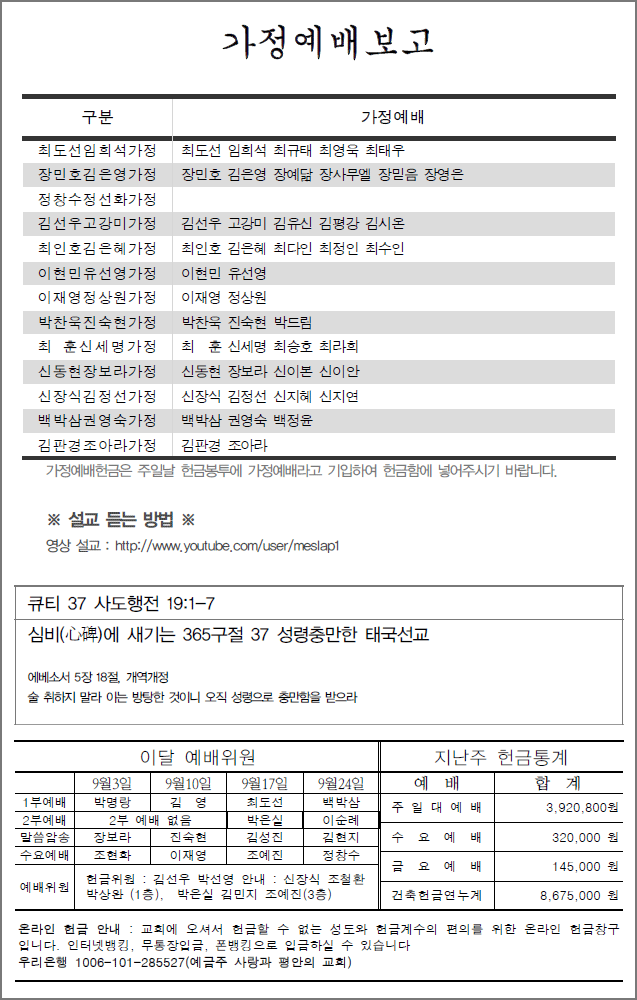 가정예배보고
구분 가정예배
최도선임희석가정 최도선 임희석 최규태 최영욱 최태우
장민호김은영가정 장민호 김은영 장예닮 장사무엘 장믿음 장영은
정창수정선화가정
김선우고강미가정 김선우 고강미 김유신 김평강 김시온
최인호김은혜가정 최인호 김은혜 최다인 최정인 최수인
이현민유선영가정 이현민 유선영
이재영정상원가정 이재영 정상원
박찬욱진숙현가정 박찬욱 진숙현 박드림
최 훈신세명가정 최 훈 신세명 최승호 최라희
신동현장보라가정 신동현 장보라 신이본 신이안
신장식김정선가정 신장식 김정선 신지혜 신지연
백박삼권영숙가정 백박삼 권영숙 백정윤
김판경조아라가정 김판경 조아라
가정예배헌금은 주일날 헌금봉투에 가정예배라고 기입하여 헌금함에 넣어주시기 바랍니다.
※ 설교 듣는 방법 ※
영상 설교 : http://www.youtube.com/user/meslap1
큐티 37 사도행전 19:1-7
심비(心碑)에 새기는 365구절 37 성령충만한 태국선교
에베소서 5장 18절, 개역개정
술 취하지 말라 이는 방탕한 것이니 오직 성령으로 충만함을 받으라
이달 예배위원
9월3일 9월10일 9월17일 9월24일
1부예배 박명랑 김 영 최도선 백박삼
2부예배 2부 예배 없음 박은실 이순례
말씀암송 장보라 진숙현 김성진 김현지
수요예배 조현화 이재영 조예진 정창수
예배위원 헌금위원 : 김선우 박선영 안내 : 신장식 조철환
박상완 (1층), 박은실 김민지 조예진(3층)
지난주 헌금통계
예 배 합 계
주 일 대 예 배 3,920,800원
수 요 예 배 320,000 원
금 요 예 배 145,000 원
건축헌금연누계 8,675,000 원
온라인 헌금 안내 : 교회에 오셔서 헌금할 수 없는 성도와 헌금계수의 편의를 위한 온라인 헌금창구
입니다. 인터넷뱅킹, 무통장입금, 폰뱅킹으로 입금하실 수 있습니다
우리은행 1006-101-285527(예금주 사랑과 평안의 교회)